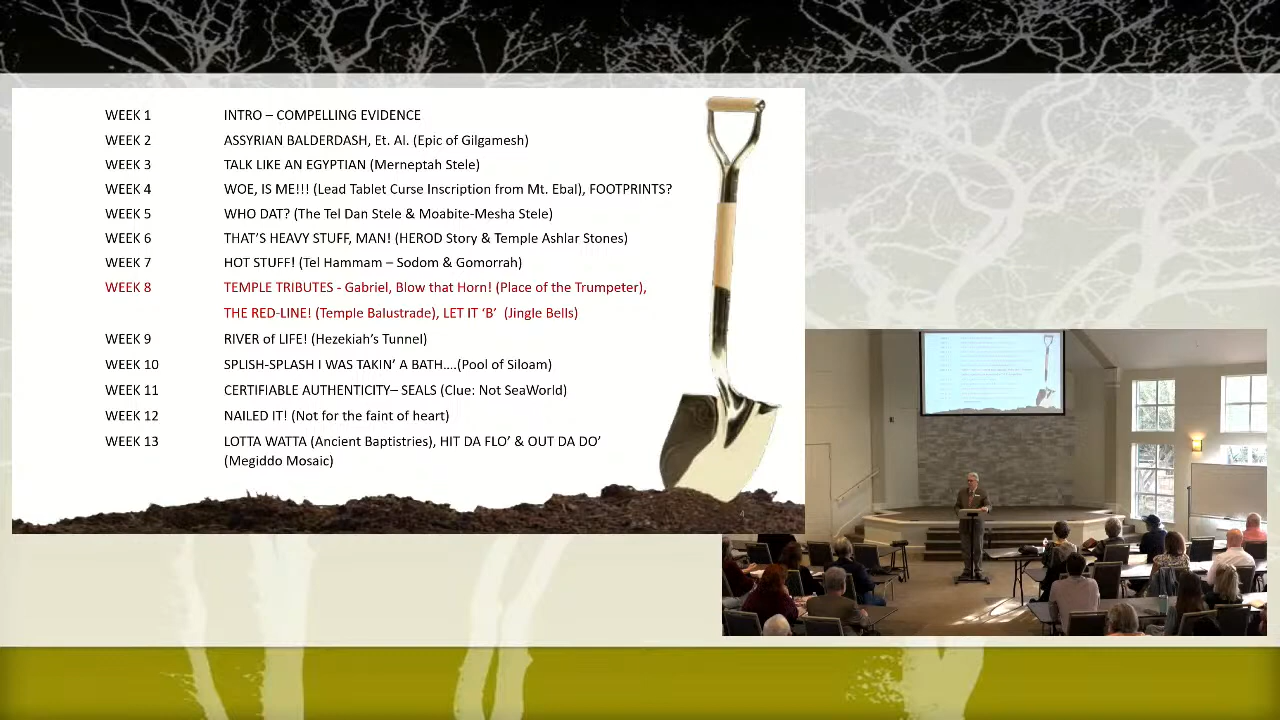 WEEK 1 INTRO – COMPELLING EVIDENCE
WEEK 2 ASSYRIAN BALDERDASH, Et. Al. (Epic of Gilgamesh)
WEEK 3 TALK LIKE AN EGYPTIAN (Merneptah Stele)
WEEK 4 WOE, IS ME!!! (Lead Tablet Curse Inscription from Mt. Ebal), FOOTPRINTS?
WEEK 5 WHO DAT? (The Tel Dan Stele & Moabite-Mesha Stele)
WEEK 6 THAT'S HEAVY STUFF, MAN! (HEROD Story & Temple Ashlar Stones)
WEEK 7 HOT STUFF! (Tel Hammam – Sodom & Gomorrah)
WEEK 8 TEMPLE TRIBUTES - Gabriel, Blow that Horn! (Place of the Trumpeter),
THE RED-LINE! (Temple Balustrade), LET IT 'B' (Jingle Bells)
WEEK 9 RIVER of LIFE! (Hezekiah's Tunnel)
WEEK 10 SPLISH-SPLASH I WAS TAKIN' A BATH....(Pool of Siloam)
WEEK 11 CERTIFIABLE AUTHENTICITY– SEALS (Clue: Not SeaWorld)
WEEK 12 NAILED IT! (Not for the faint of heart)
WEEK 13 LOTTA WATTA (Ancient Baptistries), HIT DA FLO' & OUT DA DO'
(Megiddo Mosaic)
4